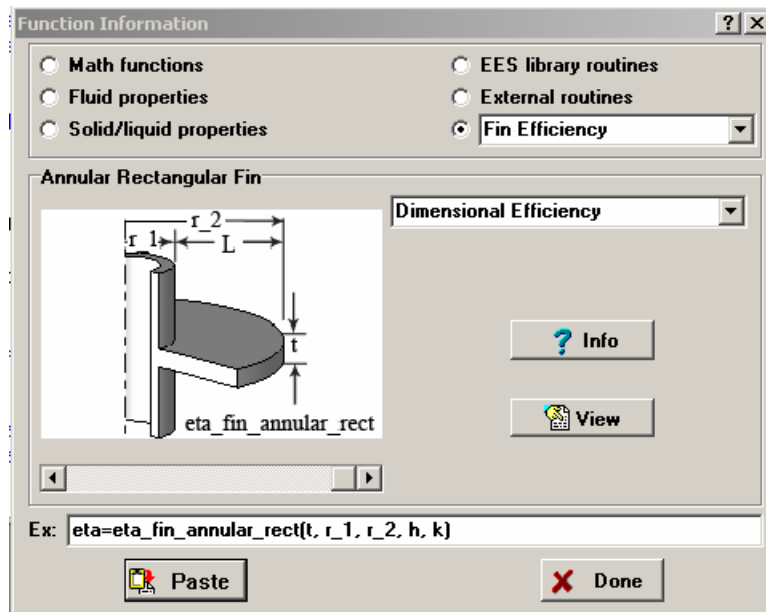 Function Information
Math functions
EES library routines
Fluid properties
External routines
Solid/liquid properties
Fin Efficiency
Annular Rectangular Fin
Dimensional Efficiency
r_2
r_1
L
t
eta_fin_annular_rect
? Info
View
Ex: eta=eta_fin_annular_rect(t, r_1, r_2, h, k)
Paste
Done